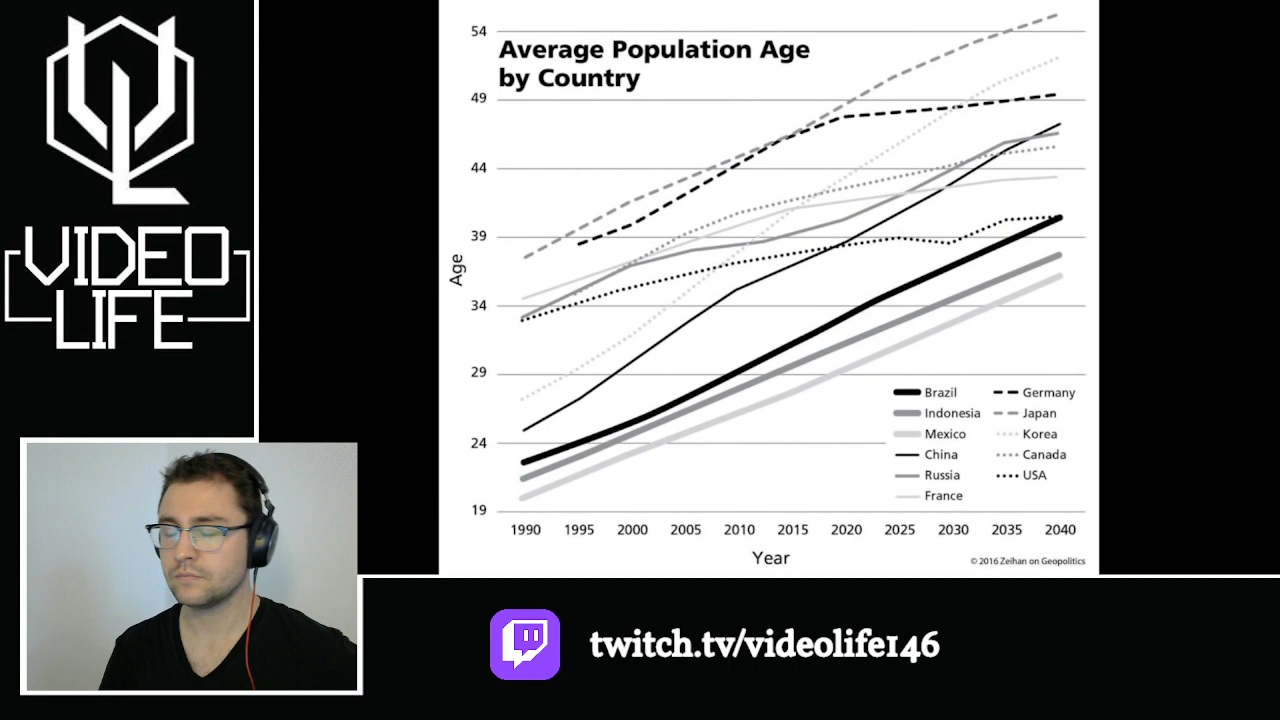 VIDEO
LIFE
Average Population Age
by Country
54
49
44
39
34
29
24
19
Age
1990 1995 2000 2005 2010 2015 2020 2025 2030 2035 2040
Year
Brazil
Indonesia
Mexico
China
Russia
France
Germany
Japan
Korea
Canada
USA
© 2016 Zeihan on Geopolitics
twitch.tv/videolife146